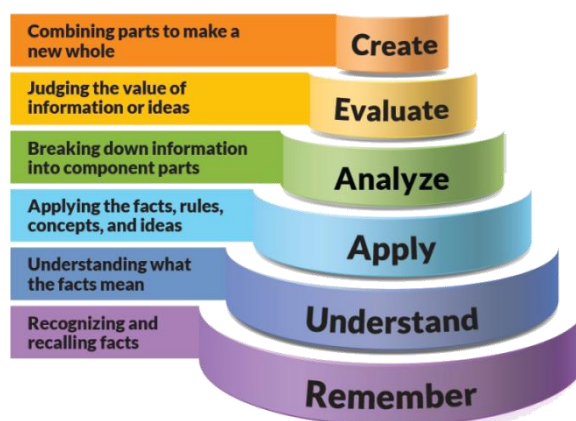 Combining parts to make a
new whole
Create
Judging the value of
information or ideas
Evaluate
Breaking down information
into component parts
Analyze
Applying the facts, rules,
concepts, and ideas
Apply
Understanding what
the facts mean
Understand
Recognizing and
recalling facts
Remember